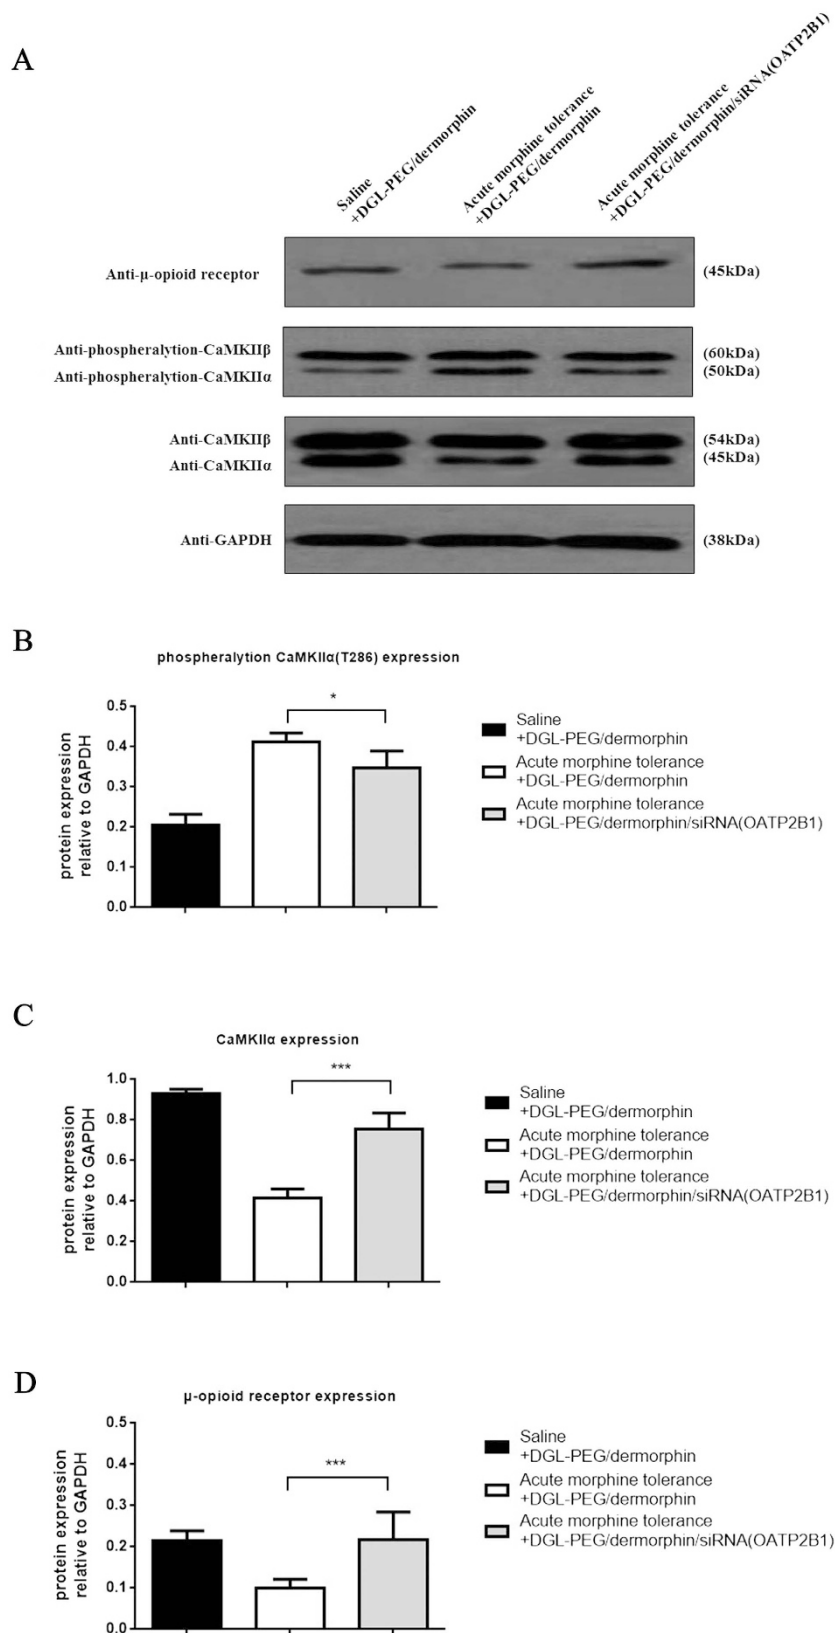 A
Saline
+DGL-PEG/dermorphin
Acute morphine tolerance
+DGL-PEG/dermorphin
Acute morphine tolerance
+DGL-PEG/dermorphin/siRNA(OATP2B1)
Anti-μ-opioid receptor
(45kDa)
Anti-phospheralytion-CaMKIIβ
(60kDa)
Anti-phospheralytion-CaMKIIα
(50kDa)
Anti-CaMKIIβ
(54kDa)
Anti-CaMKIIα
(45kDa)
Anti-GAPDH
(38kDa)
B
phospheralytion CaMKIIα(T286) expression
protein expression
relative to GAPDH
0.5
0.4
0.3
0.2
0.1
0.0
*
Saline
+DGL-PEG/dermorphin
Acute morphine tolerance
+DGL-PEG/dermorphin
Acute morphine tolerance
+DGL-PEG/dermorphin/siRNA(OATP2B1)
C
CaMKIIα expression
protein expression
relative to GAPDH
1.0
0.8
0.6
0.4
0.2
0.0
***
Saline
+DGL-PEG/dermorphin
Acute morphine tolerance
+DGL-PEG/dermorphin
Acute morphine tolerance
+DGL-PEG/dermorphin/siRNA(OATP2B1)
D
μ-opioid receptor expression
protein expression
relative to GAPDH
0.5
0.4
0.3
0.2
0.1
0.0
***
Saline
+DGL-PEG/dermorphin
Acute morphine tolerance
+DGL-PEG/dermorphin
Acute morphine tolerance
+DGL-PEG/dermorphin/siRNA(OATP2B1)